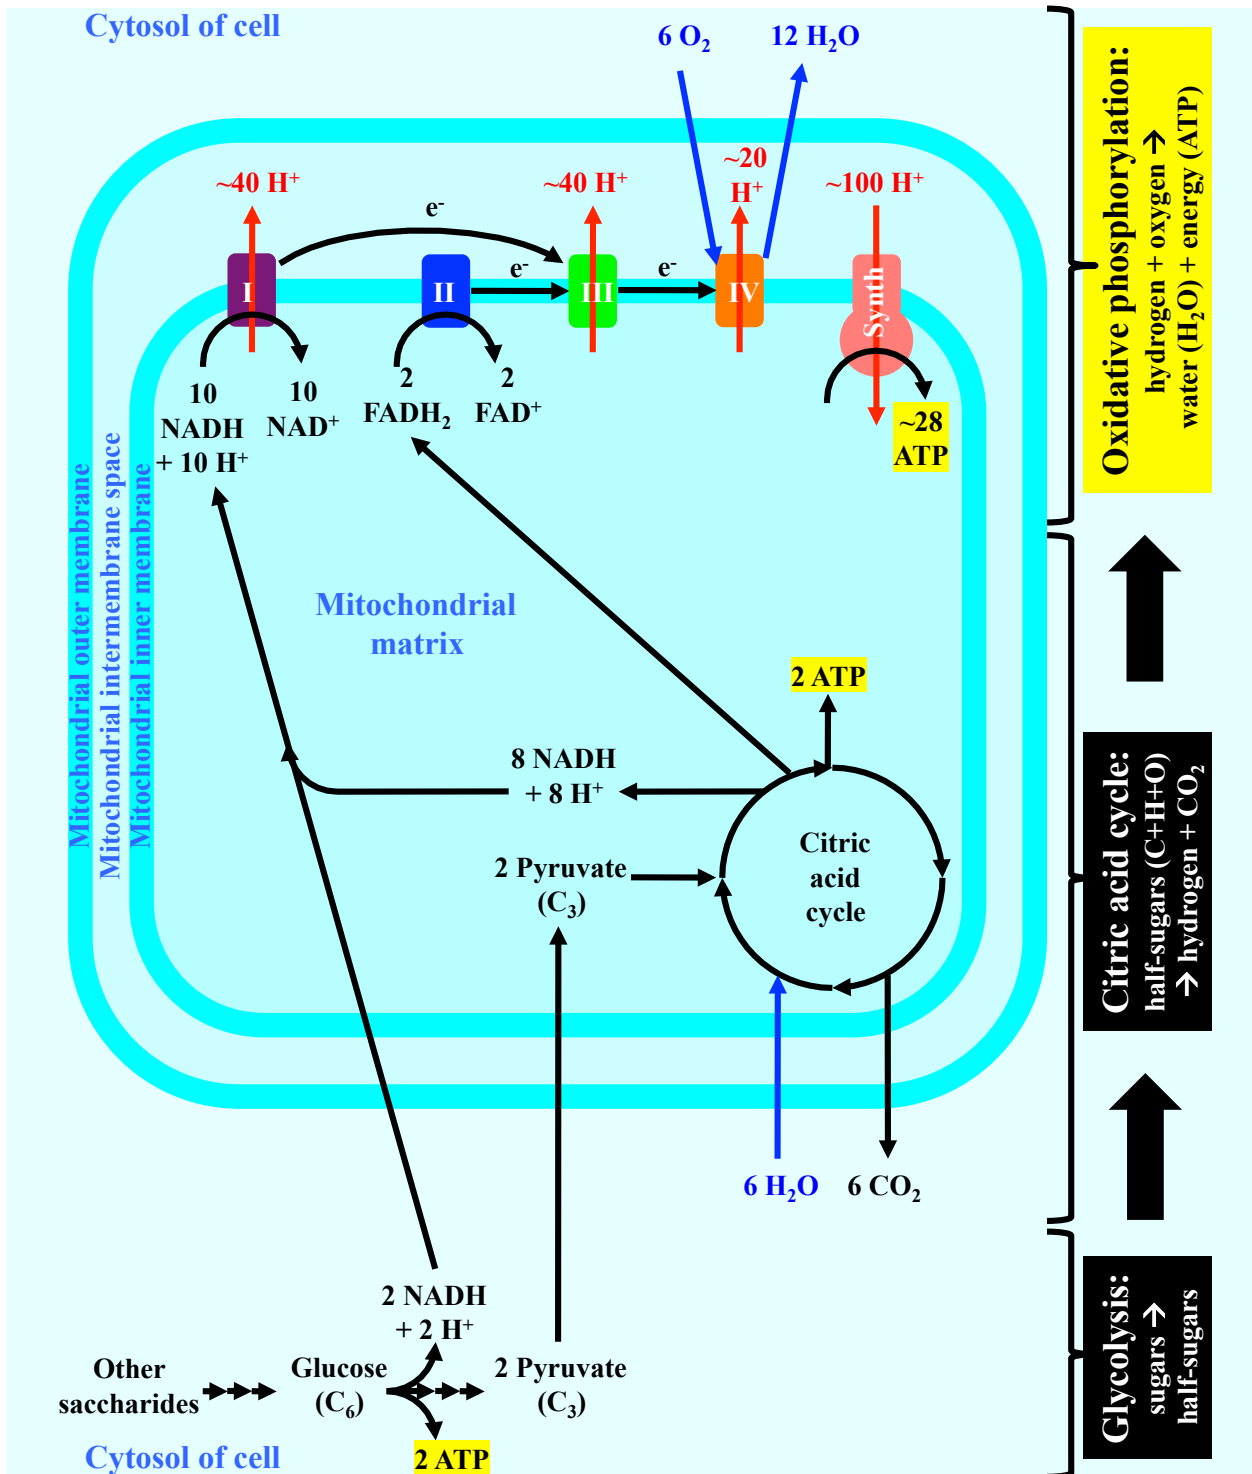 Cytosol of cell
6 O₂
12 H₂O
~40 H⁺
~40 H⁺
~20
H⁺
~100 H⁺
e⁻
e⁻
e⁻
I
II
III
IV
Synth
10
NADH
+ 10 H⁺
10
NAD⁺
2
FADH₂
2
FAD⁺
~28
ATP
Mitochondrial outer membrane
Mitochondrial intermembrane space
Mitochondrial inner membrane
Mitochondrial
matrix
2 ATP
8 NADH
+ 8 H⁺
2 Pyruvate
(C₃)
Citric
acid
cycle
6 H₂O
6 CO₂
2 NADH
+ 2 H⁺
Other
saccharides
Glucose
(C₆)
2 Pyruvate
(C₃)
2 ATP
Cytosol of cell
Oxidative phosphorylation:
hydrogen + oxygen →
water (H₂O) + energy (ATP)
Citric acid cycle:
half-sugars (C+H+O)
→ hydrogen + CO₂
Glycolysis:
sugars →
half-sugars